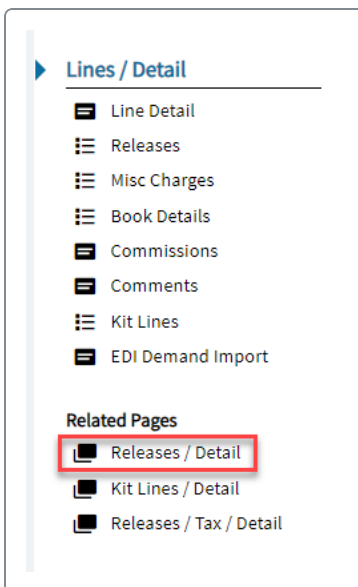 Lines / Detail
Line Detail
Releases
Misc Charges
Book Details
Commissions
Comments
Kit Lines
EDI Demand Import
Related Pages
Releases / Detail
Kit Lines / Detail
Releases / Tax / Detail